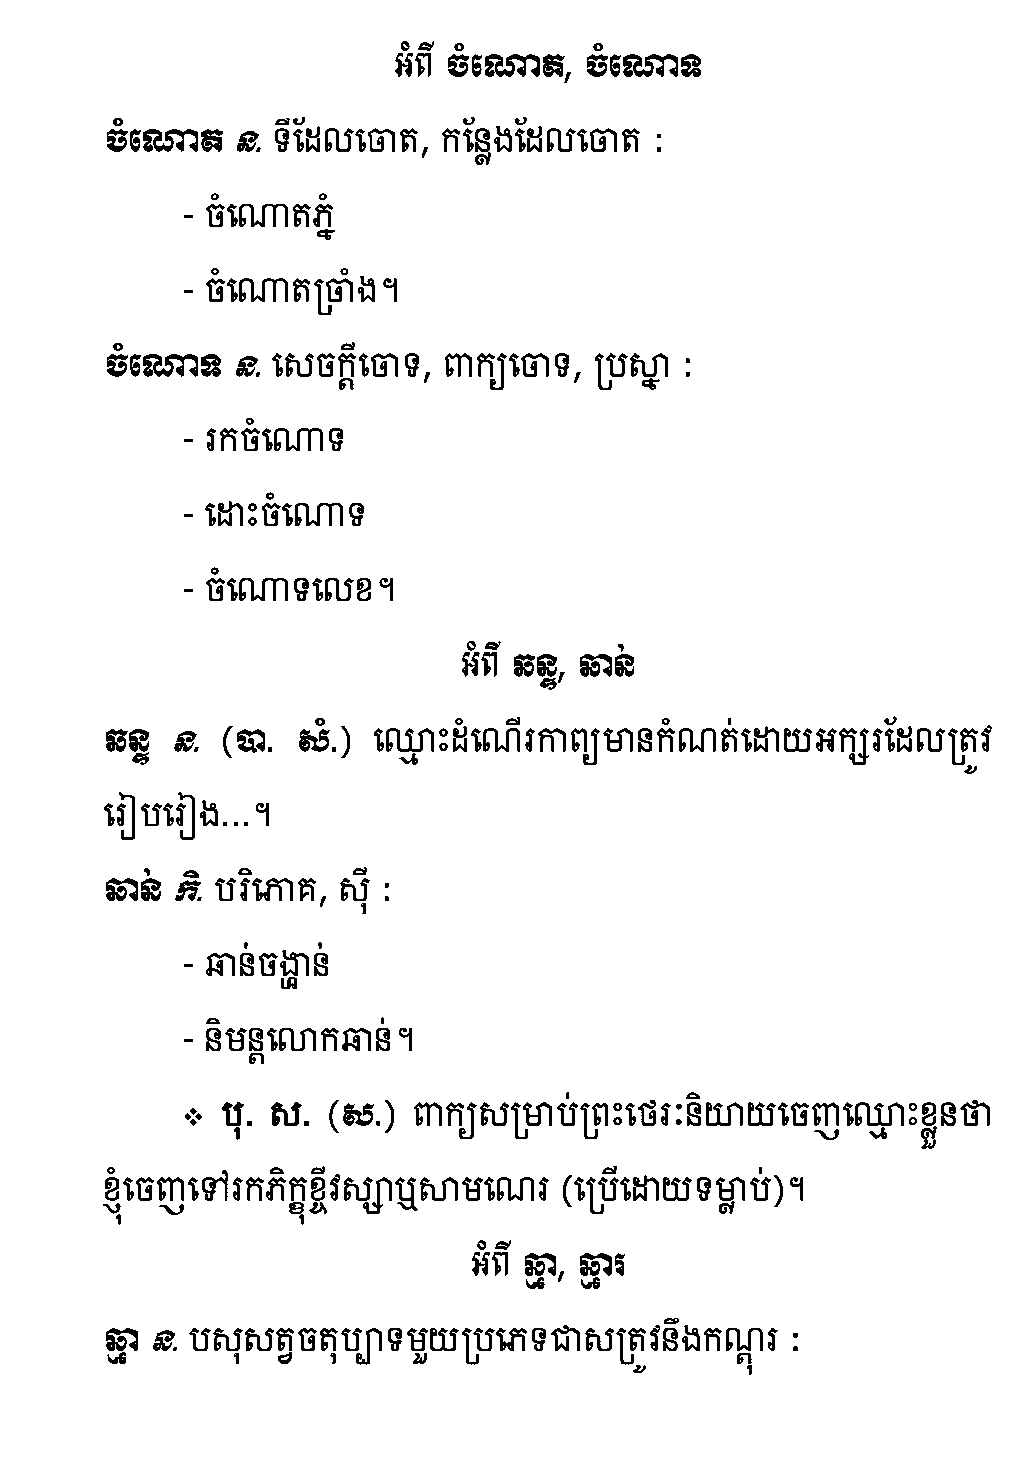 អំពី ចំណោត, ចំណោទ
ចំណោត ន. ទីដែលចោត, កន្លែងដែលចោត :
- ចំណោតភ្នំ
- ចំណោតច្រាំង។
ចំណោទ ន. សេចក្ដីចោទ, ពាក្យចោទ, ប្រស្នា :
- រកចំណោទ
- ដោះចំណោទ
- ចំណោទលេខ។
អំពី ឆន្ទ, ឆាន់
ឆន្ទ ន. (បា. សំ.) ឈ្មោះដំណើរកាព្យមានកំណត់ដោយអក្សរដែលត្រូវ
រៀបរៀង...។
ឆាន់ កិ. បរិភោគ, ស៊ី :
- ឆាន់ចង្ហាន់
- និមន្តលោកឆាន់។
❖ បុ. ស. (ស.) ពាក្យសម្រាប់ព្រះថេរៈនិយាយចេញឈ្មោះខ្លួនថា
ខ្ញុំចេញទៅរកភិក្ខុខ្ចីវស្សាឬសាមណេរ (ប្រើដោយទម្លាប់)។
អំពី ឆ្មា, ឆ្មារ
ឆ្មា ន. បសុសត្វចតុប្បាទមួយប្រភេទជាសត្រូវនឹងកណ្ដុរ :